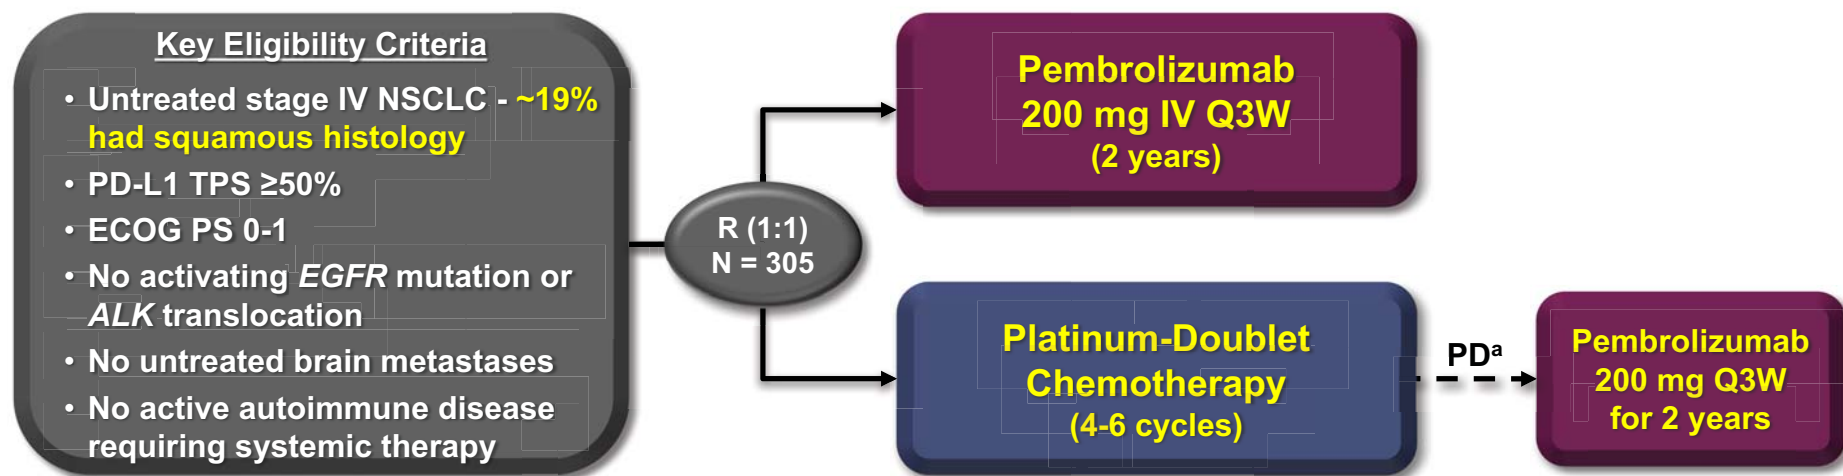 Key Eligibility Criteria
• Untreated stage IV NSCLC - ~19%
had squamous histology
• PD-L1 TPS ≥50%
• ECOG PS 0-1
• No activating EGFR mutation or
ALK translocation
• No untreated brain metastases
• No active autoimmune disease
requiring systemic therapy
R (1:1)
N = 305
Pembrolizumab
200 mg IV Q3W
(2 years)
Platinum-Doublet
Chemotherapy
(4-6 cycles)
PDᵃ
Pembrolizumab
200 mg Q3W
for 2 years